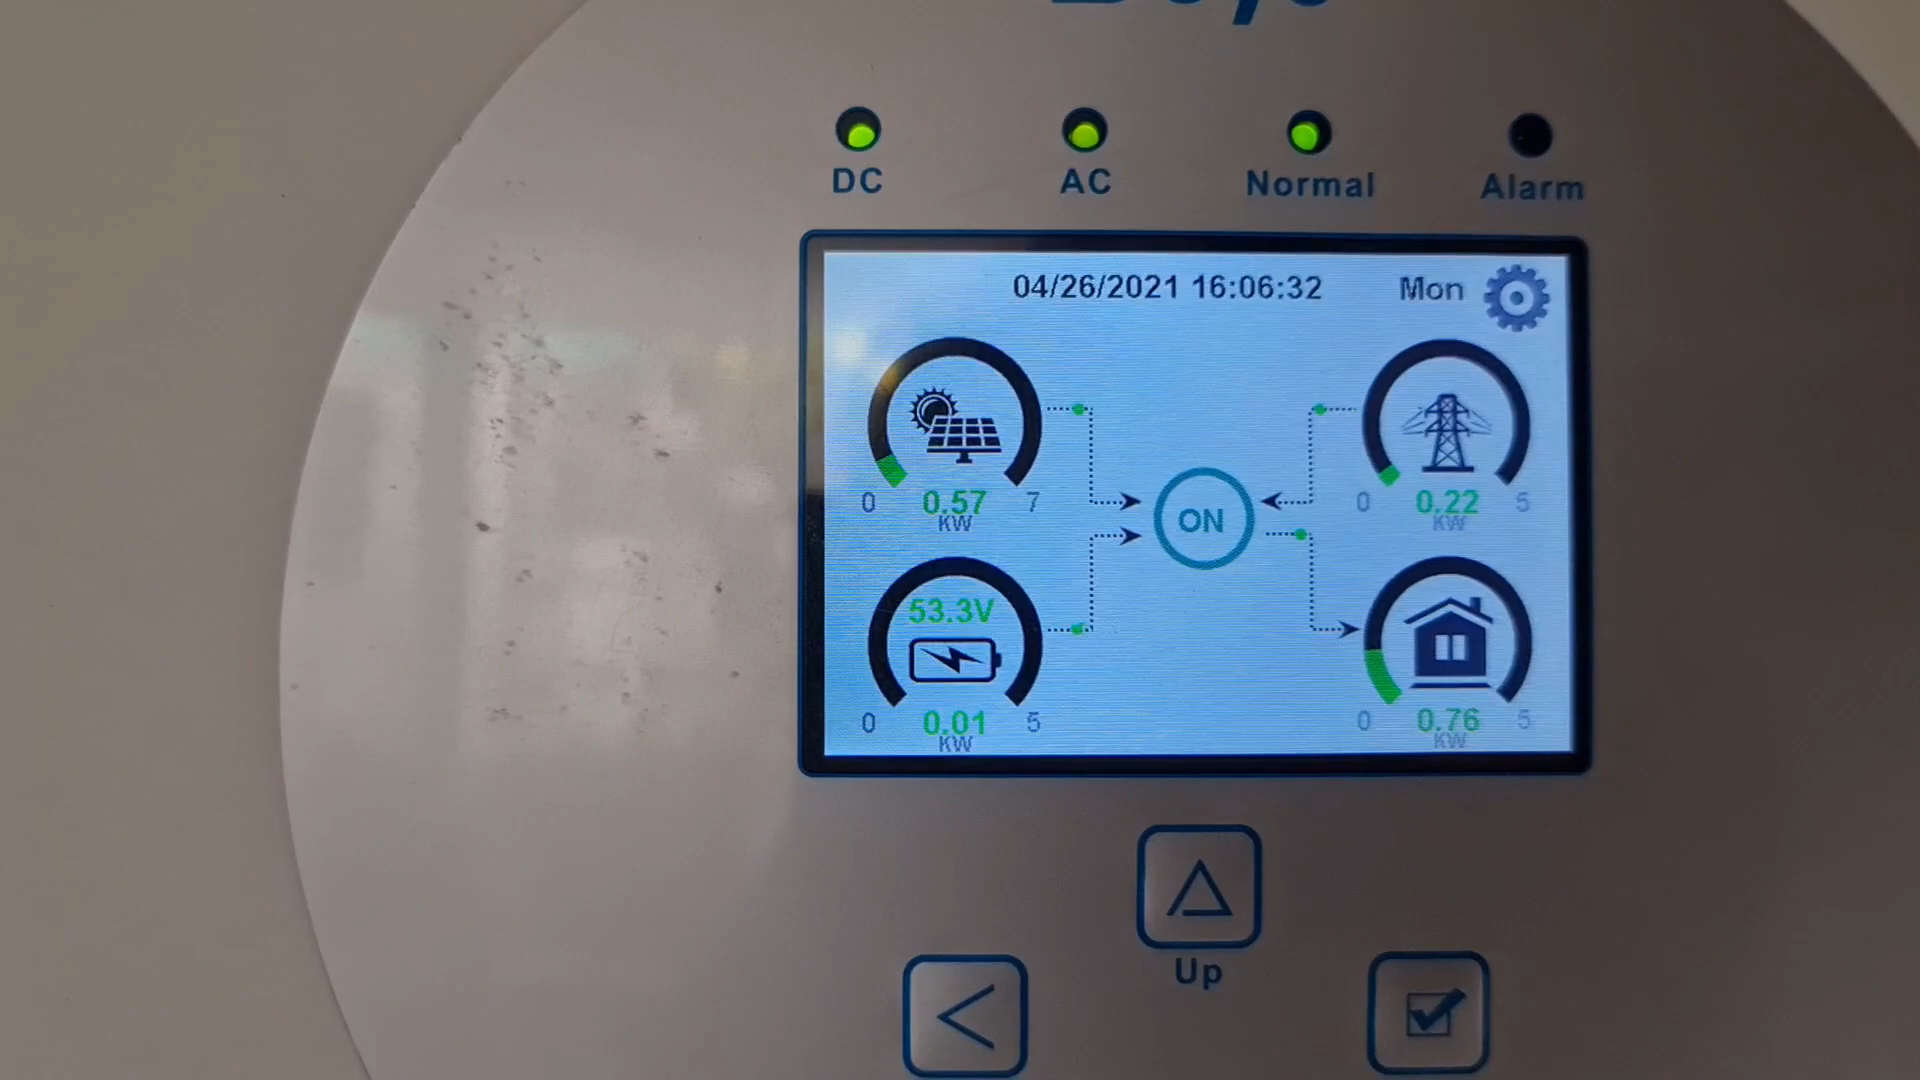 DC AC Normal Alarm
04/26/2021 16:06:32 Mon
0 0.57 7
KW
0 0.22 5
KW
ON
53.3V
0 0.01 5
KW
0 0.76 5
KW
Up